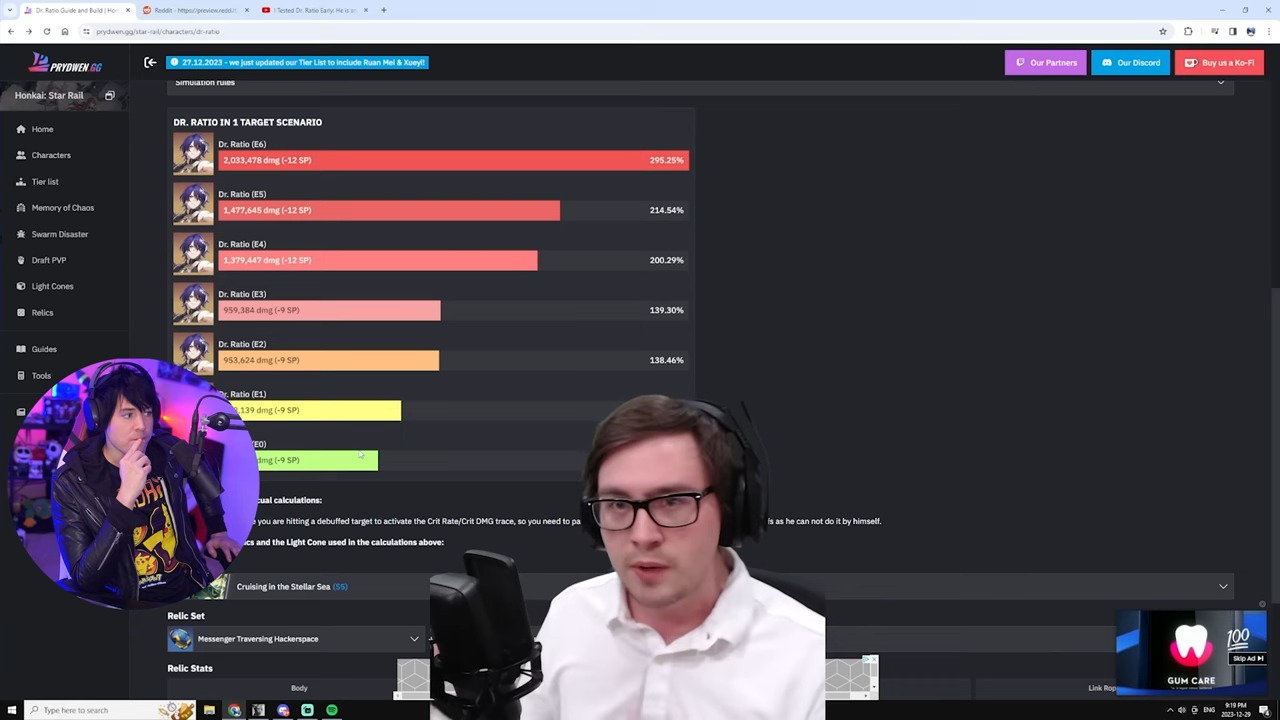 Dr. Ratio Guide and Build | Hon
Reddit - https://preview.reddit
I Tested Dr. Ratio Early! He is p
prydwen.gg/star-rail/characters/dr-ratio
PRYDWEN.GG
27.12.2023 - we just updated our Tier List to include Ruan Mei & Xueyi!
Our Partners
Our Discord
Buy us a Ko-Fi
Honkai: Star Rail
Home
Characters
Tier list
Memory of Chaos
Swarm Disaster
Draft PVP
Light Cones
Relics
Guides
Tools
Simulation rules
DR. RATIO IN 1 TARGET SCENARIO
Dr. Ratio (E6)
2,033,478 dmg (-12 SP) 295.25%
Dr. Ratio (E5)
1,477,645 dmg (-12 SP) 214.54%
Dr. Ratio (E4)
1,379,447 dmg (-12 SP) 200.29%
Dr. Ratio (E3)
959,384 dmg (-9 SP) 139.30%
Dr. Ratio (E2)
953,624 dmg (-9 SP) 138.46%
Dr. Ratio (E1)
,139 dmg (-9 SP)
(E0)
dmg (-9 SP)
calculations:
you are hitting a debuffed target to activate the Crit Rate/Crit DMG trace, so you need to pa
as he can not do it by himself.
and the Light Cone used in the calculations above:
Cruising in the Stellar Sea (S5)
Relic Set
Messenger Traversing Hackerspace
Relic Stats
Body
Link Rop
100
Skip Ad
GUM CARE
Type here to search
ENG
9:19 PM
2023-12-29